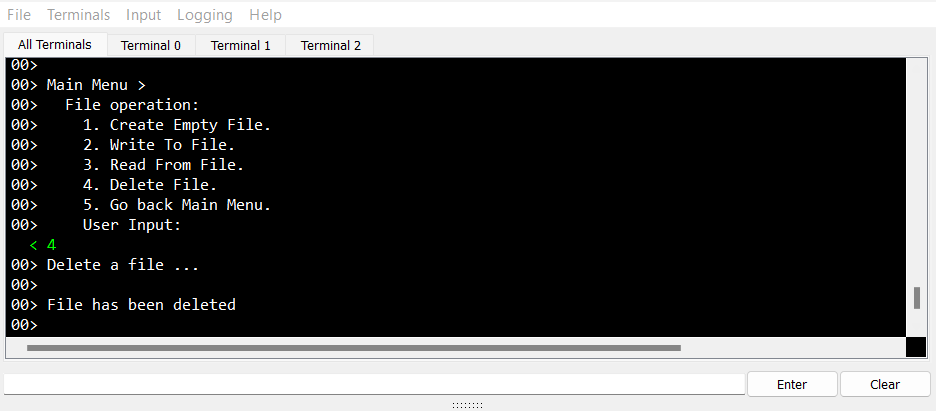 File Terminals Input Logging Help
All Terminals Terminal 0 Terminal 1 Terminal 2
00>
00> Main Menu >
00> File operation:
00> 1. Create Empty File.
00> 2. Write To File.
00> 3. Read From File.
00> 4. Delete File.
00> 5. Go back Main Menu.
00> User Input:
< 4
00> Delete a file ...
00>
00> File has been deleted
00>
Enter Clear